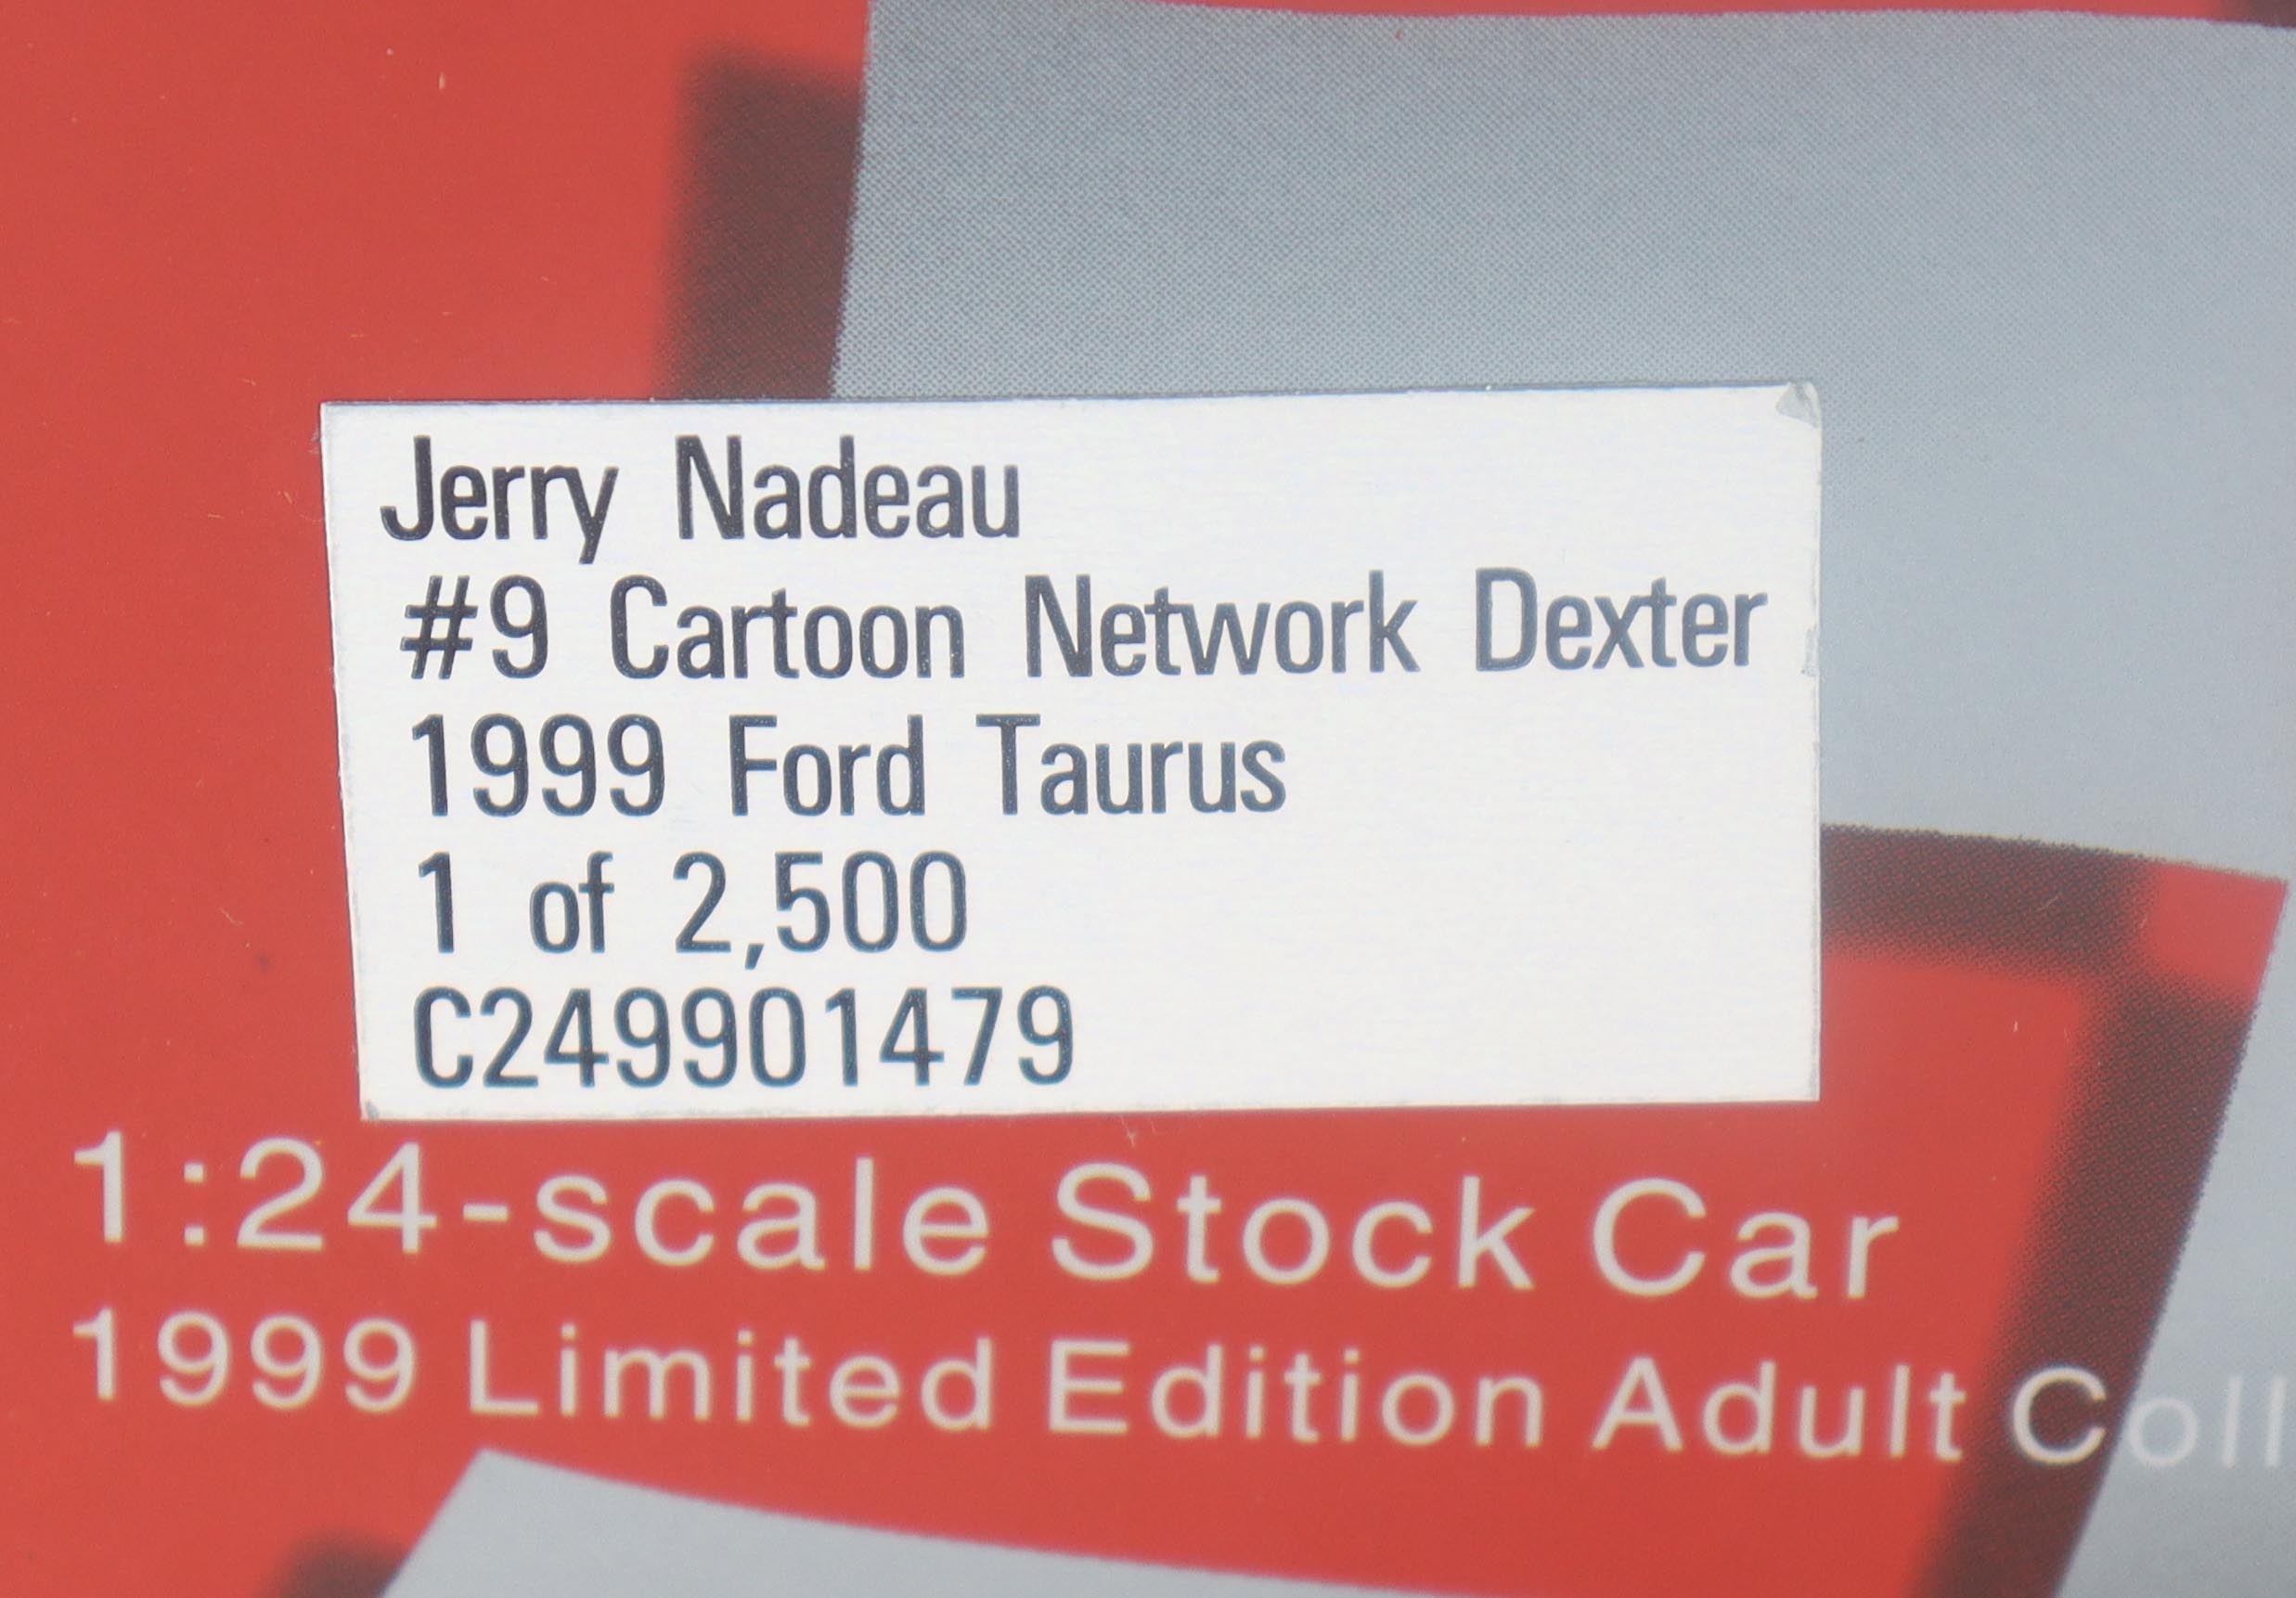 Jerry Nadeau
#9 Cartoon Network Dexter
1999 Ford Taurus
1 of 2,500
C249901479
1:24-scale Stock Car
1999 Limited Edition Adult Coll